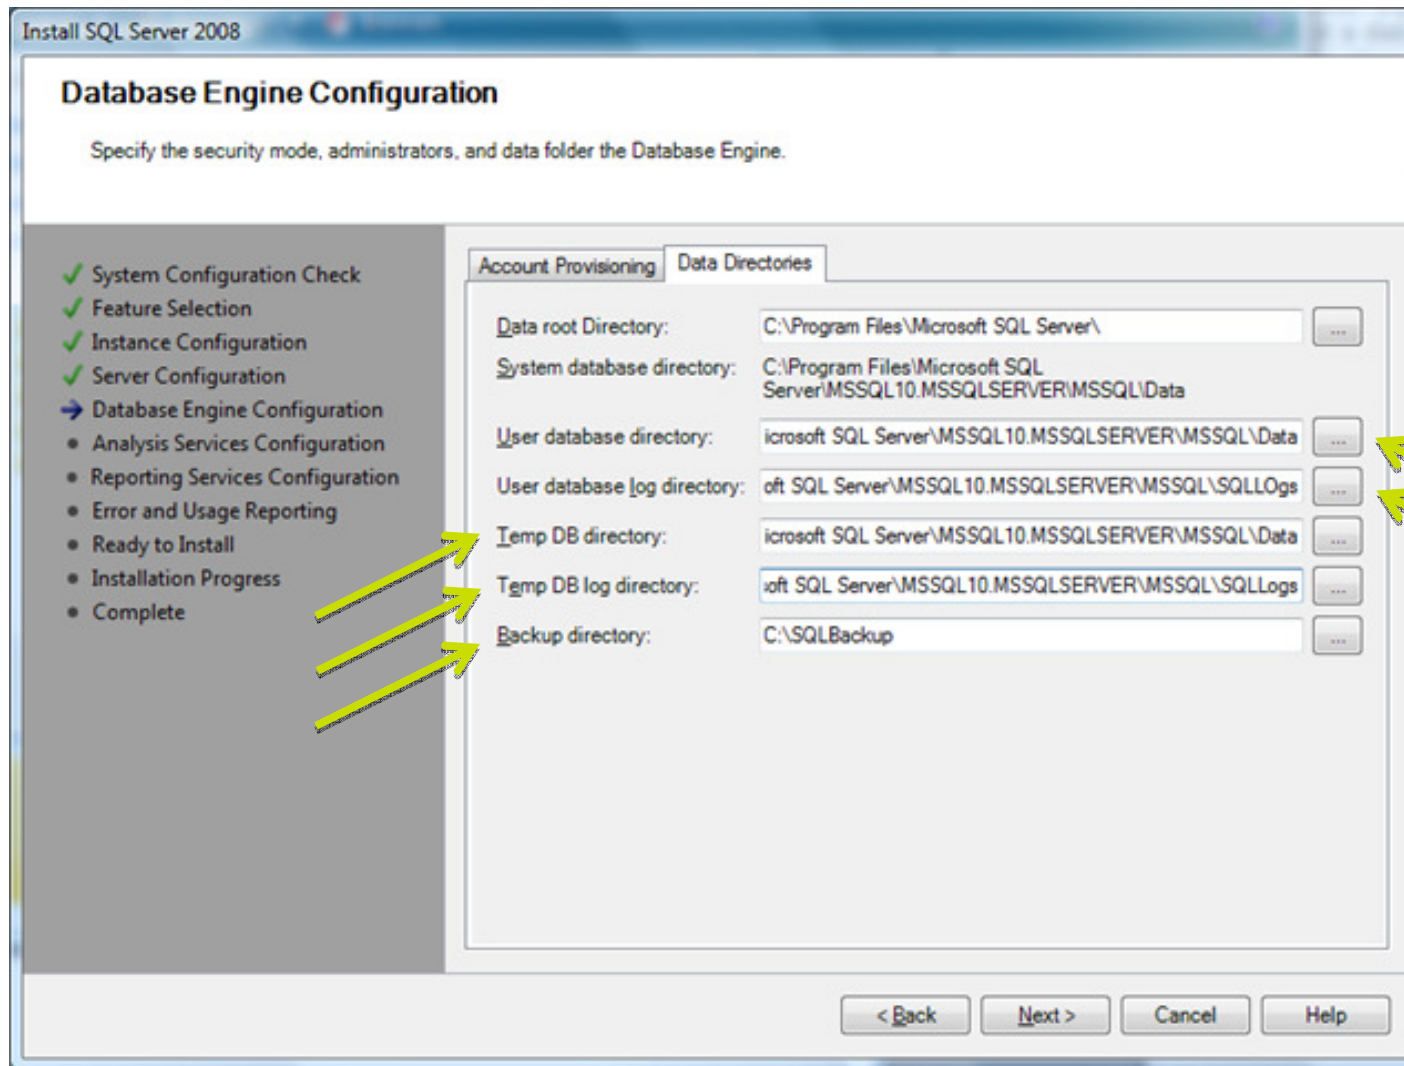 Install SQL Server 2008
Database Engine Configuration
Specify the security mode, administrators, and data folder the Database Engine.
System Configuration Check
Feature Selection
Instance Configuration
Server Configuration
Database Engine Configuration
Analysis Services Configuration
Reporting Services Configuration
Error and Usage Reporting
Ready to Install
Installation Progress
Complete
Account Provisioning Data Directories
Data root Directory: C:\Program Files\Microsoft SQL Server\ ...
System database directory: C:\Program Files\Microsoft SQL
Server\MSSQL10.MSSQLSERVER\MSSQL\Data
User database directory: icrosoft SQL Server\MSSQL10.MSSQLSERVER\MSSQL\Data ...
User database log directory: oft SQL Server\MSSQL10.MSSQLSERVER\MSSQL\SQLLOgs ...
Temp DB directory: icrosoft SQL Server\MSSQL10.MSSQLSERVER\MSSQL\Data ...
Temp DB log directory: oft SQL Server\MSSQL10.MSSQLSERVER\MSSQL\SQLLogs ...
Backup directory: C:\SQLBackup ...
< Back Next > Cancel Help